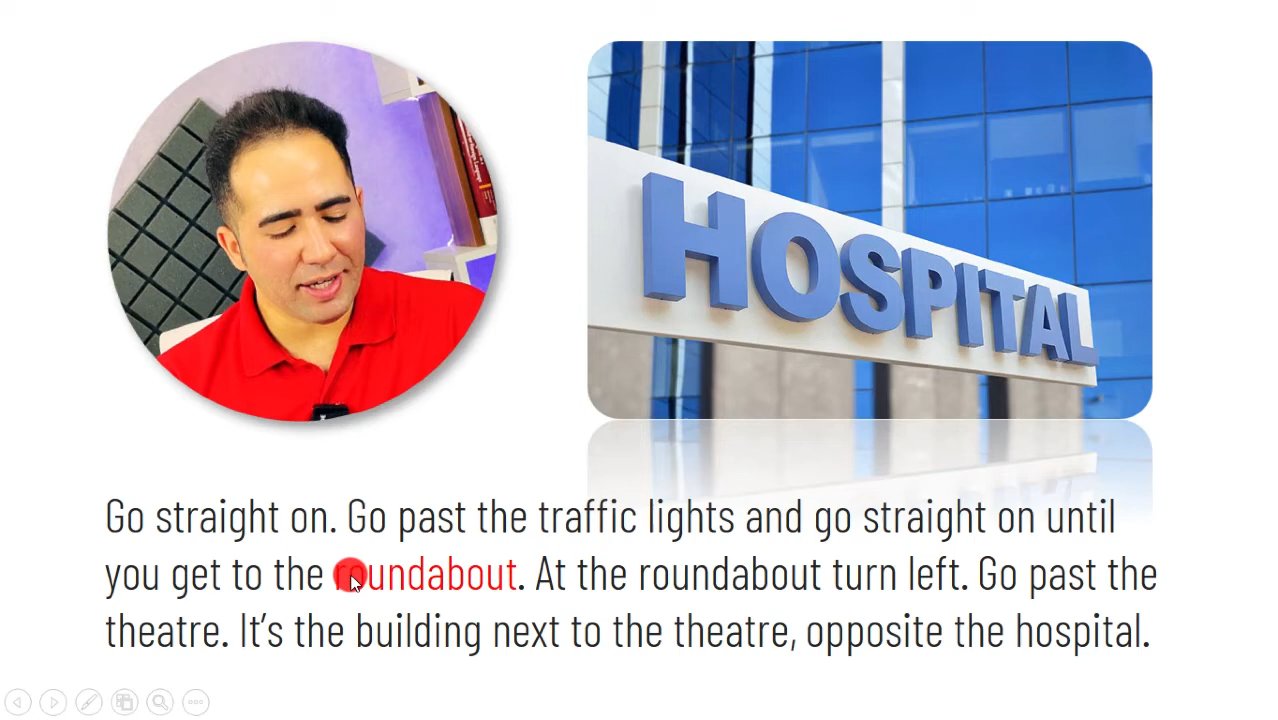 HOSPITAL
Go straight on. Go past the traffic lights and go straight on until
you get to the roundabout. At the roundabout turn left. Go past the
theatre. It's the building next to the theatre, opposite the hospital.